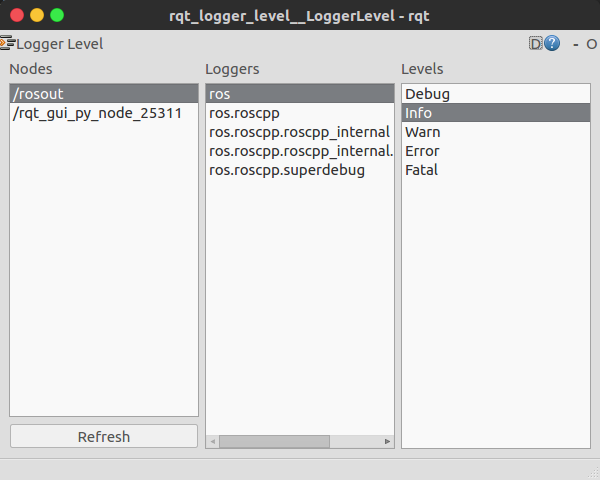 rqt_logger_level__LoggerLevel - rqt
Logger Level
D ? - O
Nodes
/rosout
/rqt_gui_py_node_25311
Refresh
Loggers
ros
ros.roscpp
ros.roscpp.roscpp_internal
ros.roscpp.roscpp_internal.
ros.roscpp.superdebug
Levels
Debug
Info
Warn
Error
Fatal